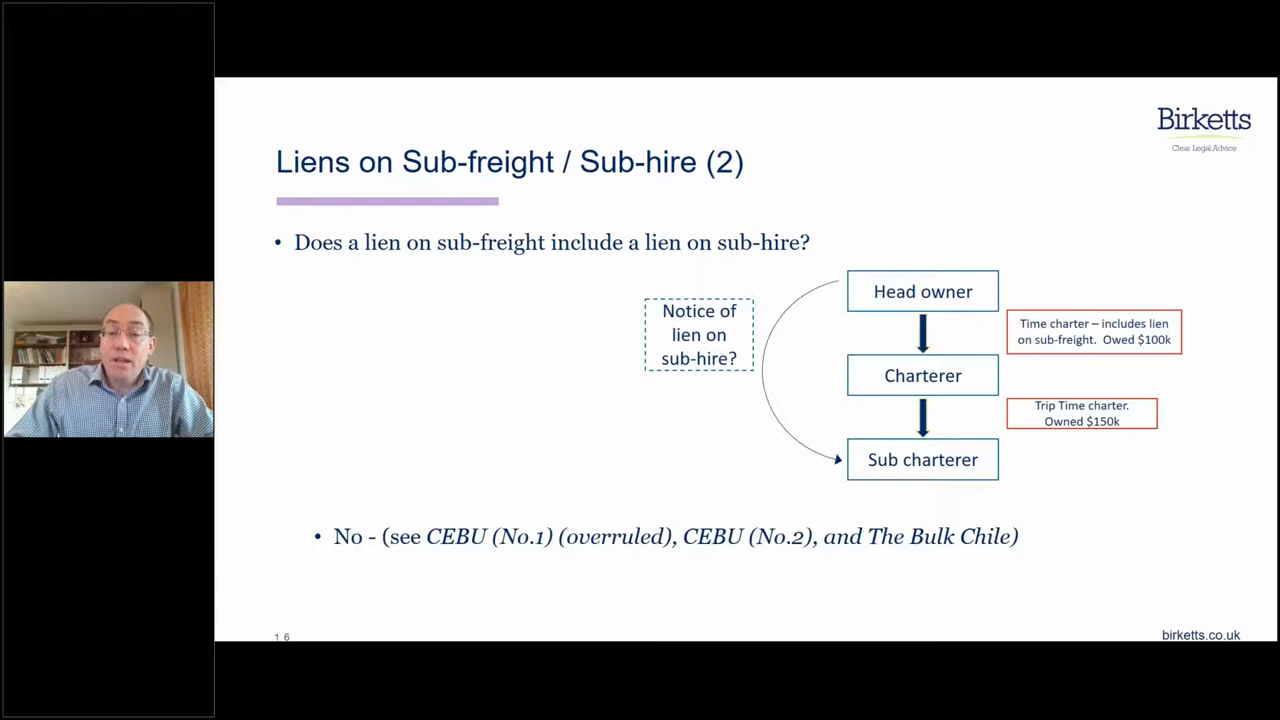 Birketts
Clear Legal Advice
Liens on Sub-freight / Sub-hire (2)
• Does a lien on sub-freight include a lien on sub-hire?
Head owner
Notice of
lien on
sub-hire?
Time charter – includes lien
on sub-freight. Owed $100k
Charterer
Trip Time charter.
Owned $150k
Sub charterer
• No - (see CEBU (No.1) (overruled), CEBU (No.2), and The Bulk Chile)
16
birketts.co.uk